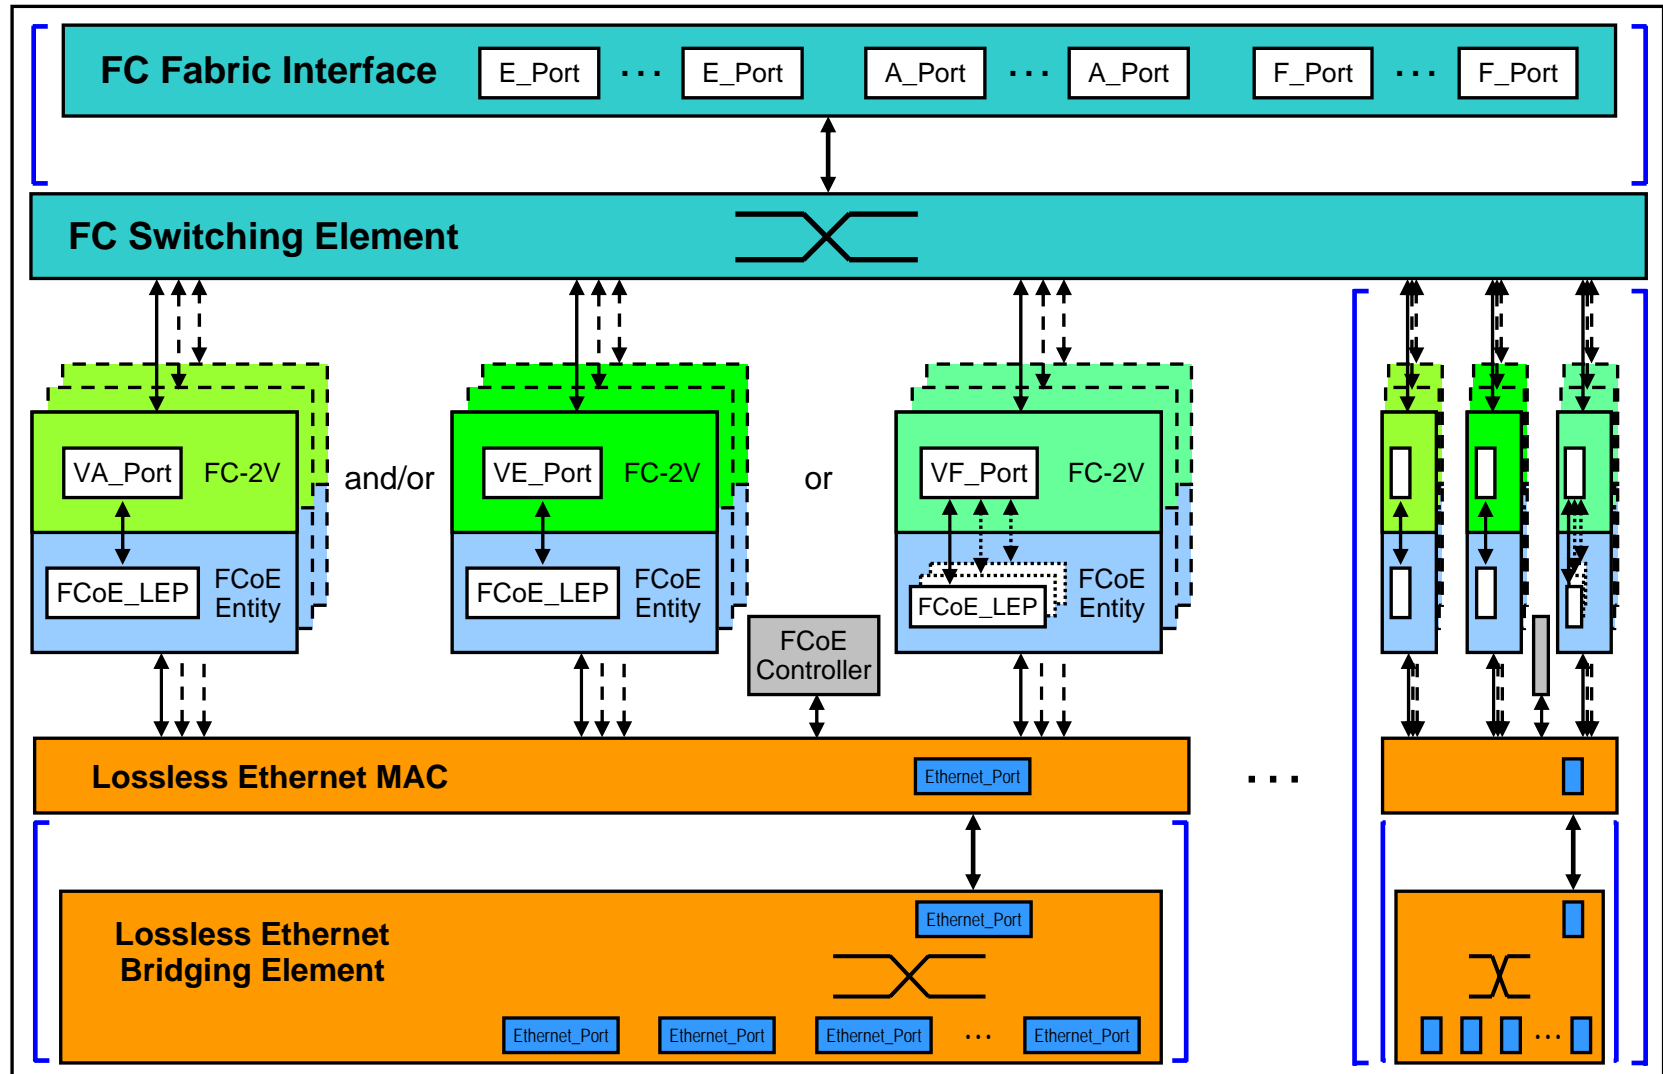 FC Fabric Interface
E_Port ... E_Port A_Port ... A_Port F_Port ... F_Port
FC Switching Element
VA_Port FC-2V and/or VE_Port FC-2V or VF_Port FC-2V
FCoE_LEP FCoE Entity FCoE_LEP FCoE Entity FCoE_LEP FCoE Entity
FCoE
Controller
Lossless Ethernet MAC Ethernet_Port ...
Ethernet_Port
Lossless Ethernet
Bridging Element
Ethernet_Port Ethernet_Port Ethernet_Port ... Ethernet_Port ...